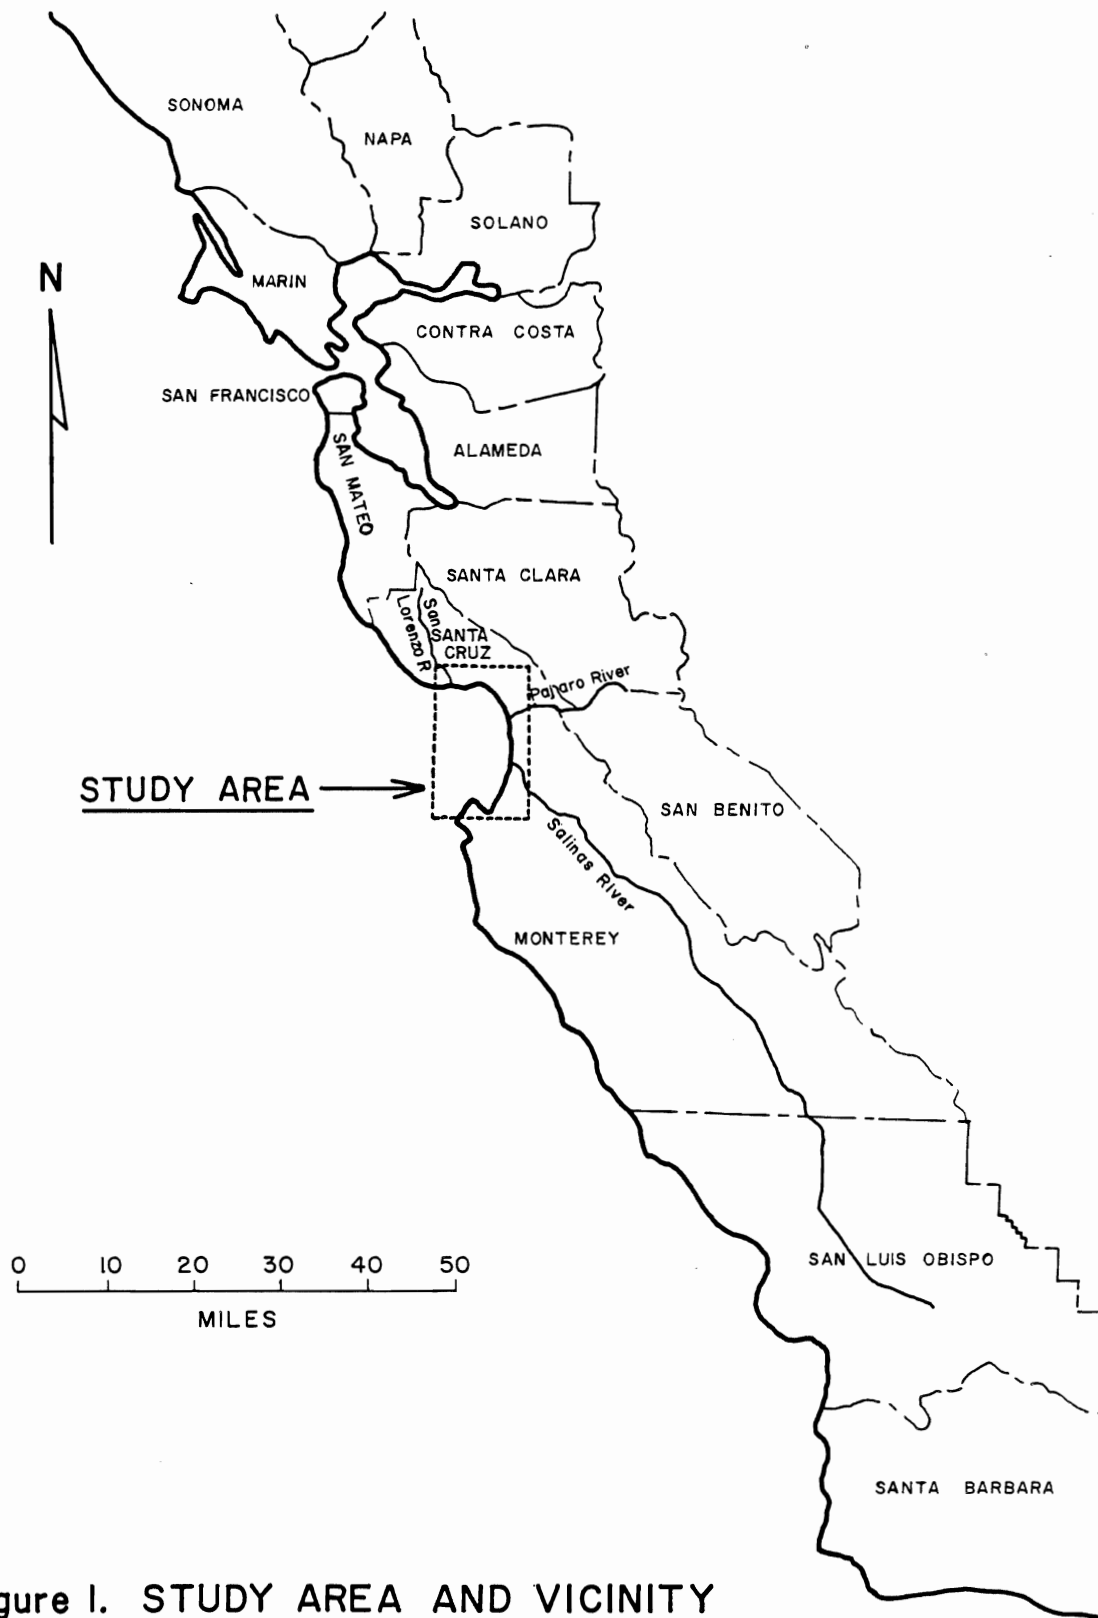 SONOMA
NAPA
SOLANO
N
MARIN
CONTRA COSTA
SAN FRANCISCO
SAN MATEO
ALAMEDA
SANTA CLARA
San
Lorenzo R
SANTA
CRUZ
Pajaro River
STUDY AREA
SAN BENITO
Salinas River
MONTEREY
SAN LUIS OBISPO
0 10 20 30 40 50
MILES
SANTA BARBARA
gure 1. STUDY AREA AND VICINITY